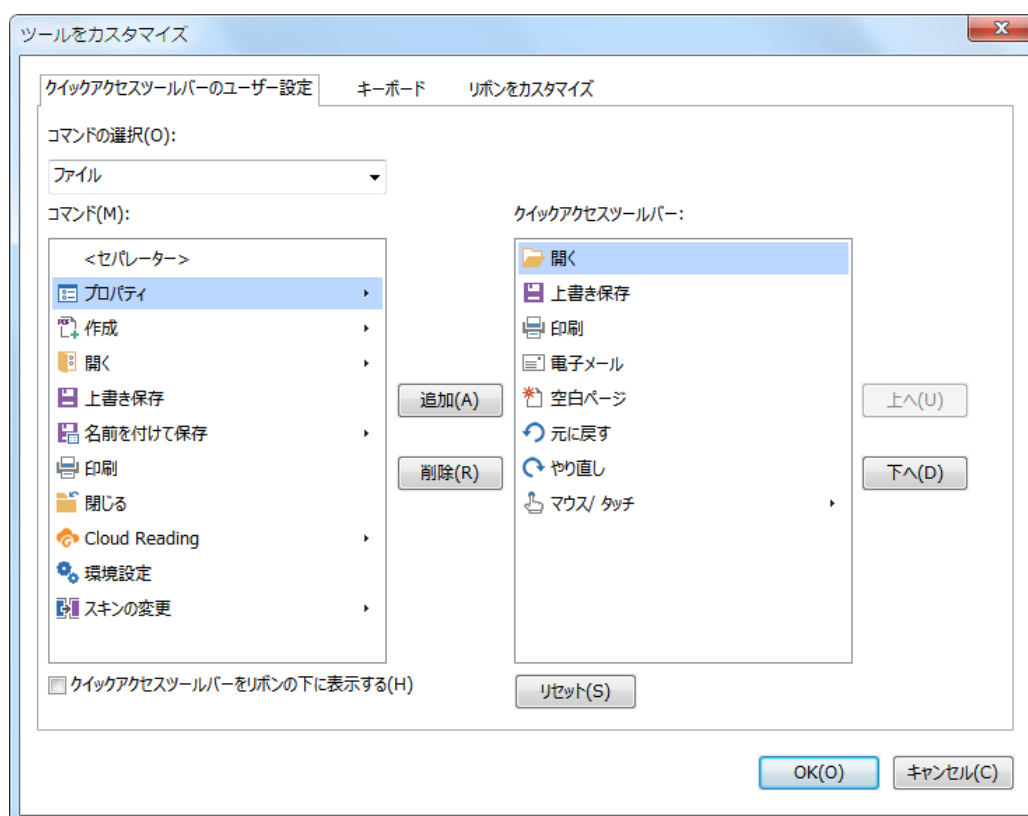 ツールをカスタマイズ
クイックアクセスツールバーのユーザー設定
キーボード
リボンをカスタマイズ
コマンドの選択(O):
ファイル
コマンド(M):
<セパレーター>
プロパティ
作成
開く
上書き保存
名前を付けて保存
印刷
閉じる
Cloud Reading
環境設定
スキンの変更
追加(A)
削除(R)
クイックアクセスツールバー:
開く
上書き保存
印刷
電子メール
空白ページ
元に戻す
やり直し
マウス/ タッチ
上へ(U)
下へ(D)
クイックアクセスツールバーをリボンの下に表示する(H)
リセット(S)
OK(O)
キャンセル(C)